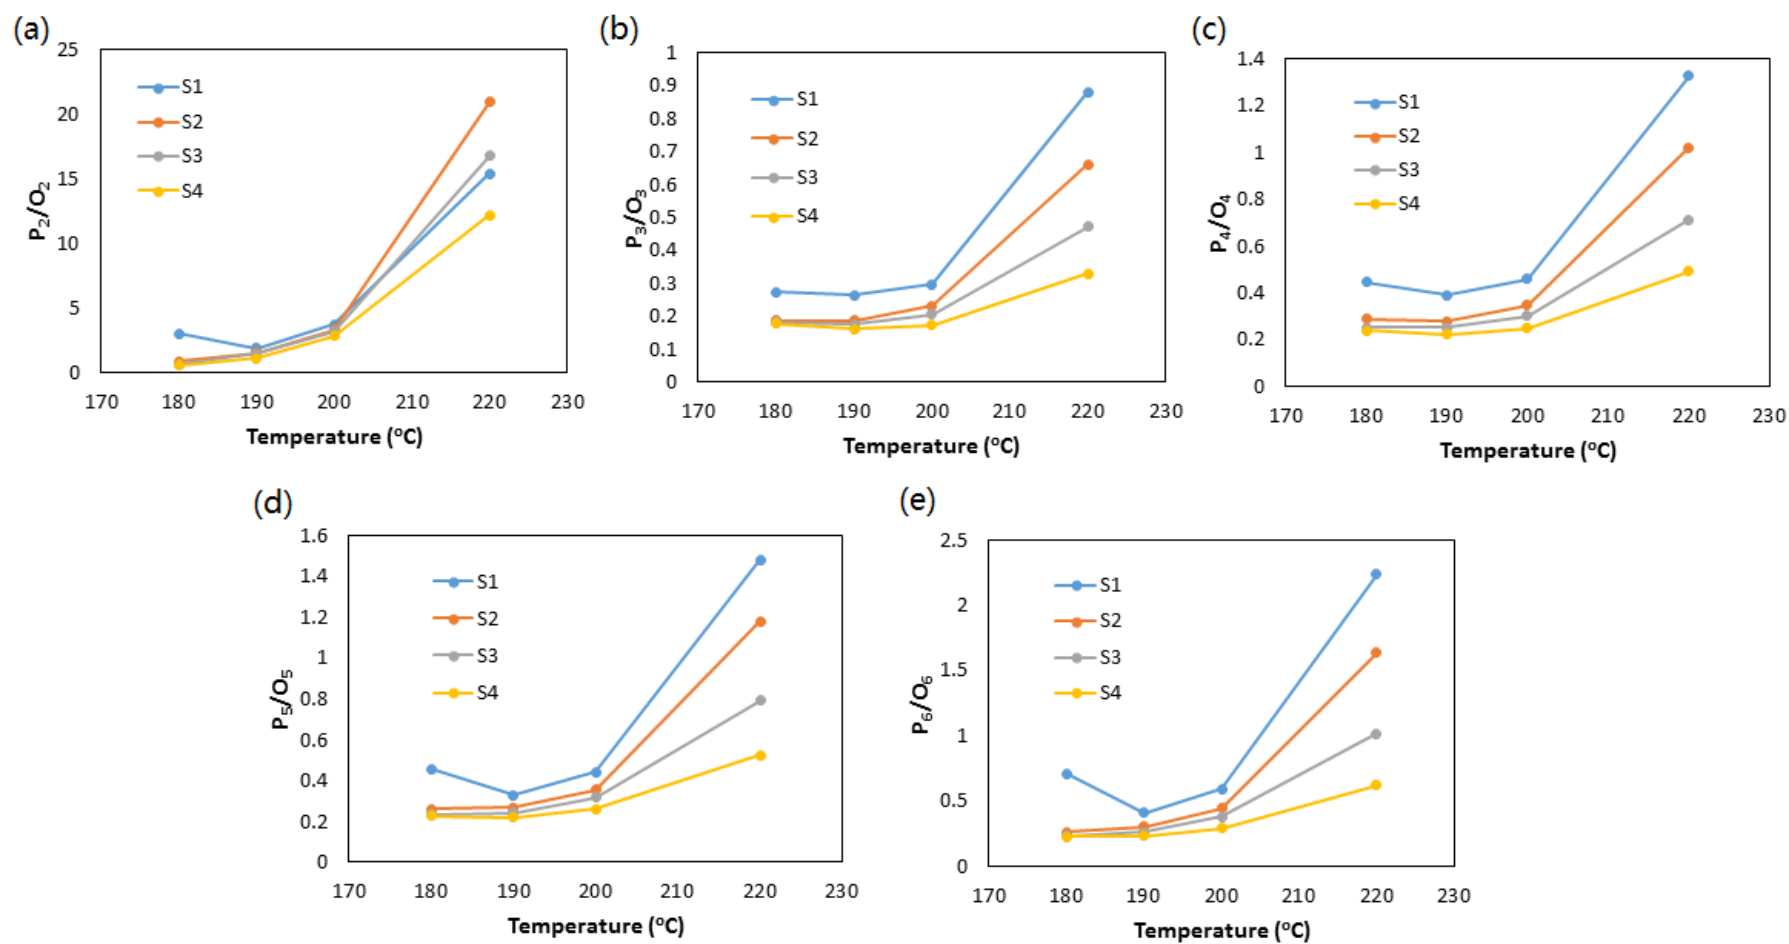 (a)
25
20
15
10
5
0
P₂/O₂
S1
S2
S3
S4
170 180 190 200 210 220 230
Temperature (°C)
(b)
1
0.9
0.8
0.7
0.6
0.5
0.4
0.3
0.2
0.1
0
P₃/O₃
S1
S2
S3
S4
170 180 190 200 210 220 230
Temperature (°C)
(c)
1.4
1.2
1
0.8
0.6
0.4
0.2
0
P₄/O₄
S1
S2
S3
S4
170 180 190 200 210 220 230
Temperature (°C)
(d)
1.6
1.4
1.2
1
0.8
0.6
0.4
0.2
0
P₅/O₅
S1
S2
S3
S4
170 180 190 200 210 220 230
Temperature (°C)
(e)
2.5
2
1.5
1
0.5
0
P₆/O₆
S1
S2
S3
S4
170 180 190 200 210 220 230
Temperature (°C)